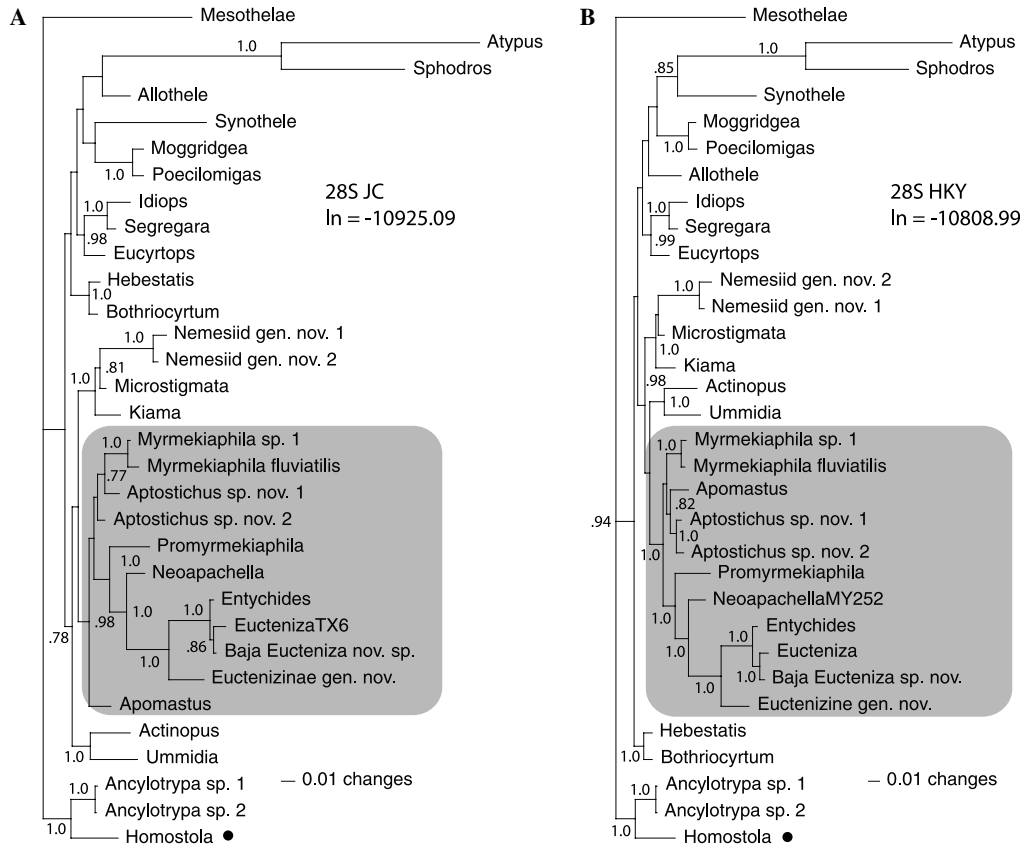 A
Mesothelae
1.0
Atypus
Sphodros
Allothele
Synothele
Moggridgea
1.0
Poecilomigas
28S JC
ln = -10925.09
1.0
Idiops
Segregara
.98
Eucyrtops
Hebestatis
1.0
Bothriocyrtum
1.0
Nemesiid gen. nov. 1
Nemesiid gen. nov. 2
.81
1.0
Microstigmata
Kiama
1.0
Myrmekiaphila sp. 1
Myrmekiaphila fluviatilis
.77
Aptostichus sp. nov. 1
Aptostichus sp. nov. 2
Promyrmekiaphila
1.0
Neoapachella
.98
1.0
1.0
Entychides
EuctenizaTX6
.86
Baja Eucteniza nov. sp.
1.0
Euctenizinae gen. nov.
.78
Apomastus
Actinopus
1.0
Ummidia
0.01 changes
Ancylotrypa sp. 1
1.0
Ancylotrypa sp. 2
1.0
Homostola
B
Mesothelae
1.0
Atypus
.85
Sphodros
Synothele
Moggridgea
1.0
Poecilomigas
Allothele
28S HKY
ln = -10808.99
1.0
Idiops
Segregara
.99
Eucyrtops
1.0
Nemesiid gen. nov. 2
Nemesiid gen. nov. 1
Microstigmata
1.0
Kiama
.98
Actinopus
1.0
Ummidia
1.0
Myrmekiaphila sp. 1
Myrmekiaphila fluviatilis
Apomastus
.82
Aptostichus sp. nov. 1
.94
1.0
1.0
Aptostichus sp. nov. 2
Promyrmekiaphila
NeoapachellaMY252
1.0
1.0
Entychides
1.0
Eucteniza
1.0
Baja Eucteniza sp. nov.
1.0
Euctenizine gen. nov.
Hebestatis
1.0
Bothriocyrtum
0.01 changes
Ancylotrypa sp. 1
1.0
Ancylotrypa sp. 2
1.0
Homostola